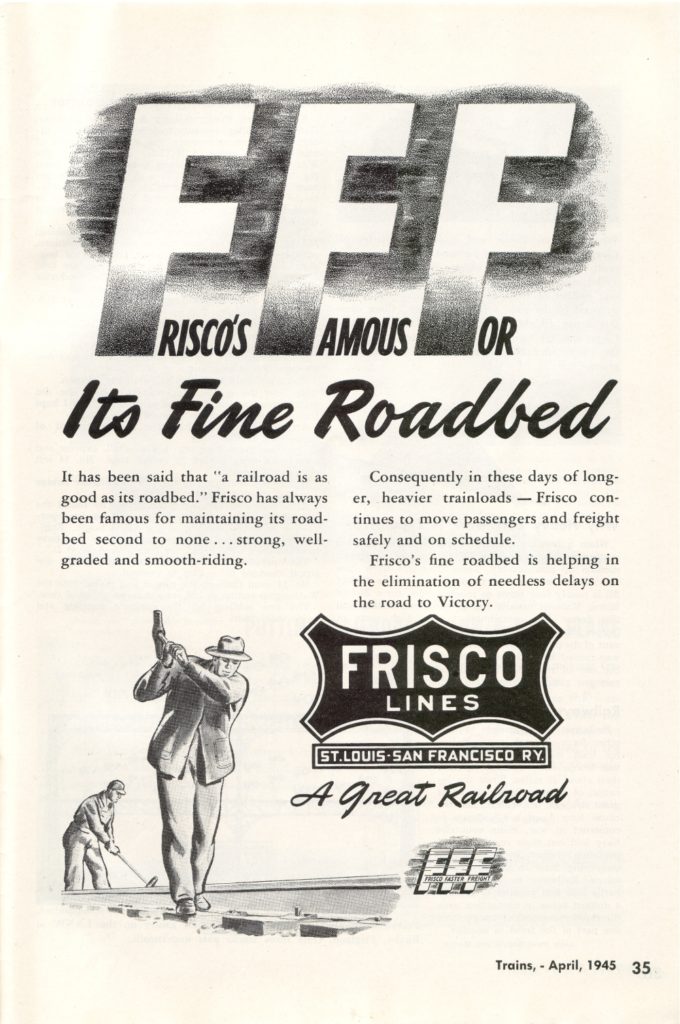 FFF
FRISCO'S FAMOUS FOR
Its Fine Roadbed
It has been said that "a railroad is as
good as its roadbed." Frisco has always
been famous for maintaining its road-
bed second to none ... strong, well-
graded and smooth-riding.
Consequently in these days of long-
er, heavier trainloads — Frisco con-
tinues to move passengers and freight
safely and on schedule.
Frisco's fine roadbed is helping in
the elimination of needless delays on
the road to Victory.
FRISCO
LINES
ST. LOUIS-SAN FRANCISCO RY.
A Great Railroad
FFF
FRISCO FASTER FREIGHT
Trains, - April, 1945 35